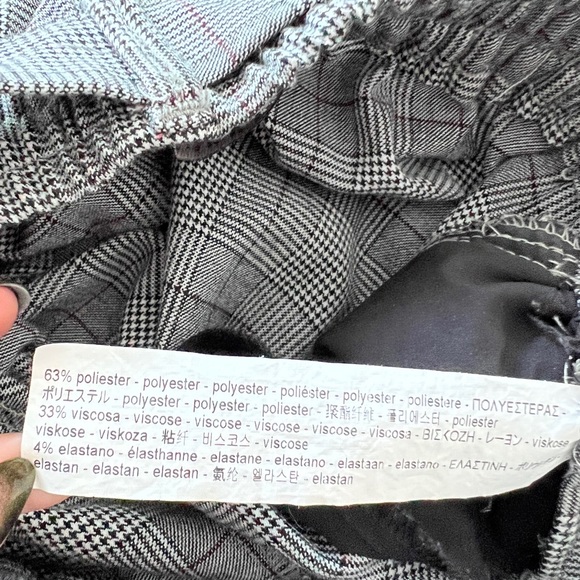 63% poliester - polyester - polyester - poliéster - polyester - poliestere - ΠΟΛΥΕΣΤΕΡΑΣ -
ポリエステル - polyester - polyester - poliester - 聚酯纤维 - 폴리에스터 - poliester
33% viscosa - viscose - viscose - viscose - viscose - viscosa - ΒΙΣΚΟΖΗ - レーヨン - viskose
viskose - viskoza - 粘纤 - 비스코스 - viscose
4% elastano - élasthanne - elastane - elastano - elastaan - elastano - ΕΛΑΣΤΙΝΗ -
elastan - elastan - elastan - 氨纶 - 엘라스탄 - elastan